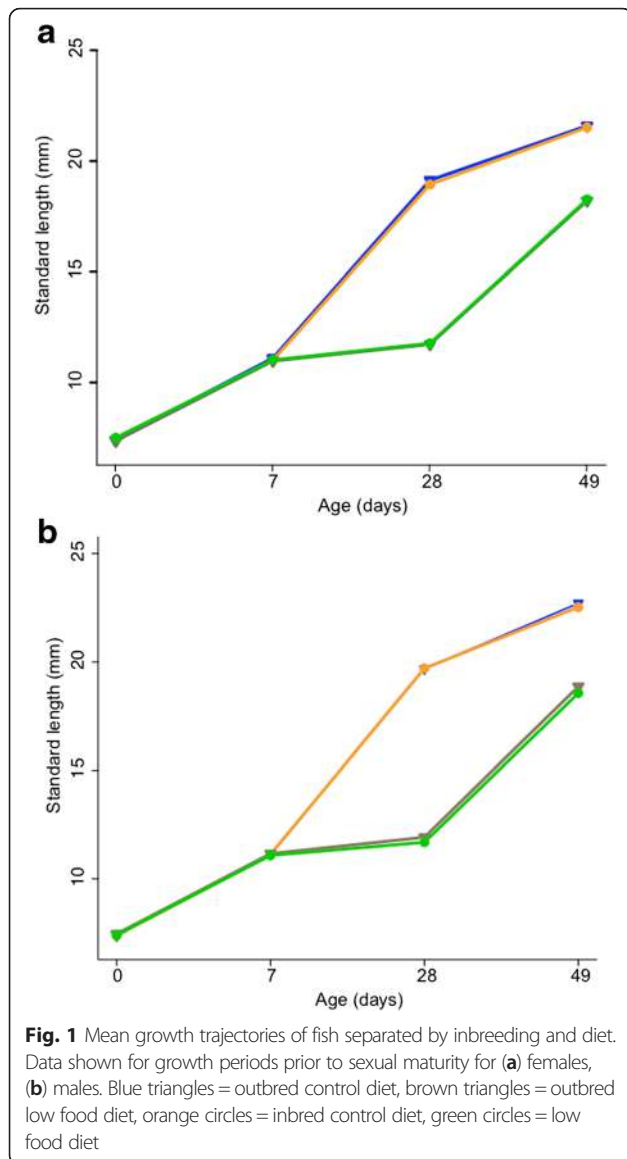 a
25
20
15
10
Standard length (mm)
0 7 28 49
Age (days)
b
25
20
15
10
Standard length (mm)
0 7 28 49
Age (days)
Fig. 1 Mean growth trajectories of fish separated by inbreeding and diet.
Data shown for growth periods prior to sexual maturity for (a) females,
(b) males. Blue triangles = outbred control diet, brown triangles = outbred
low food diet, orange circles = inbred control diet, green circles = low
food diet